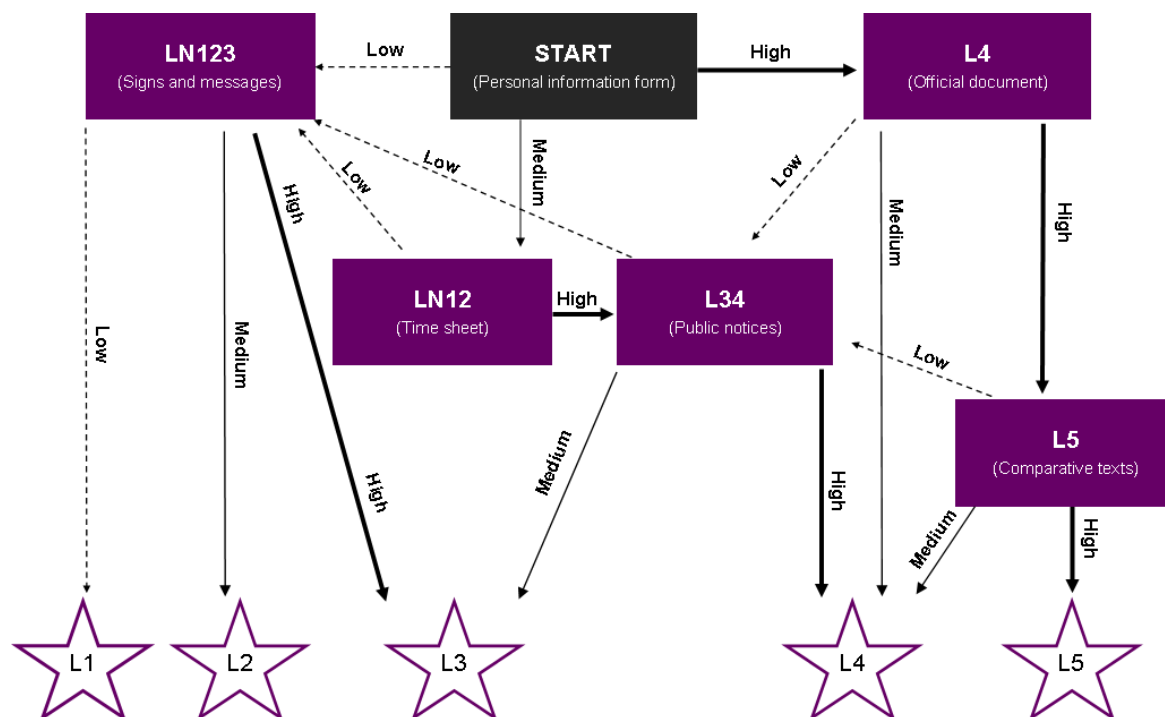 LN123
(Signs and messages)
Low
START
(Personal information form)
High
L4
(Official document)
Low
Low
Medium
Low
High
Medium
High
LN12
(Time sheet)
High
L34
(Public notices)
Low
Medium
Low
L5
(Comparative texts)
High
Medium
High
Medium
High
L1
L2
L3
L4
L5